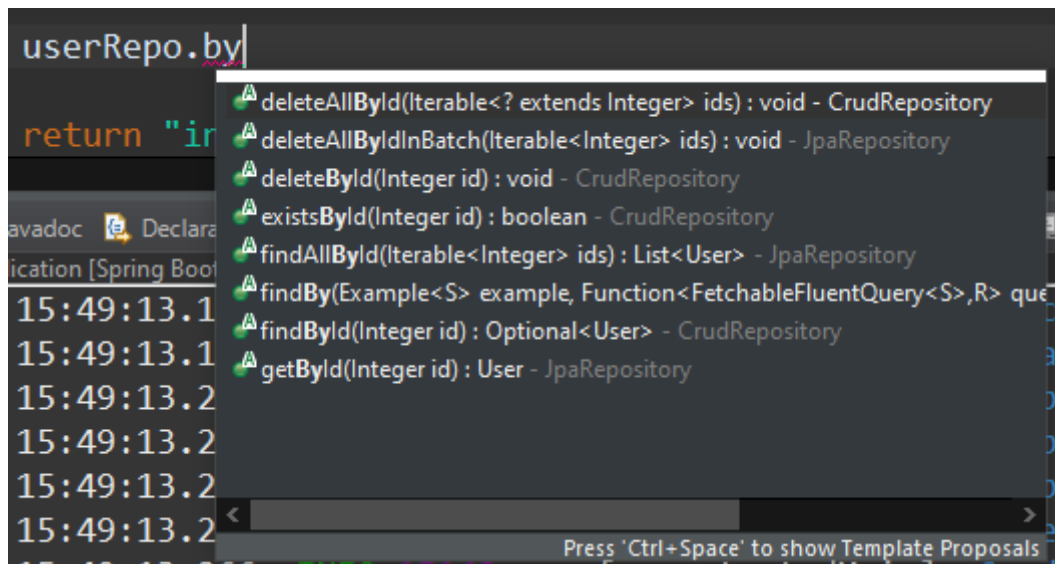 userRepo.by
deleteAllById(Iterable<? extends Integer> ids) : void - CrudRepository
return "in
deleteAllByIdInBatch(Iterable<Integer> ids) : void - JpaRepository
deleteById(Integer id) : void - CrudRepository
existsById(Integer id) : boolean - CrudRepository
avadoc Declara
findAllById(Iterable<Integer> ids) : List<User> - JpaRepository
ication [Spring Boot
findBy(Example<S> example, Function<FetchableFluentQuery<S>,R> que
15:49:13.1
findById(Integer id) : Optional<User> - CrudRepository
15:49:13.1
getById(Integer id) : User - JpaRepository
15:49:13.2
15:49:13.2
15:49:13.2
15:49:13.2
Press 'Ctrl+Space' to show Template Proposals